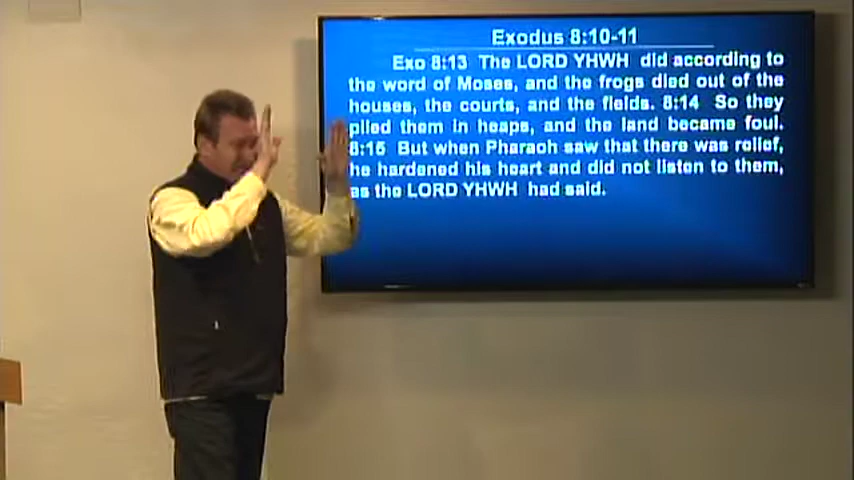 Exodus 8:10-11
Exo 8:13 The LORD YHWH did according to
the word of Moses, and the frogs died out of the
houses, the courts, and the fields. 8:14 So they
piled them in heaps, and the land became foul.
8:15 But when Pharaoh saw that there was relief,
he hardened his heart and did not listen to them,
as the LORD YHWH had said.